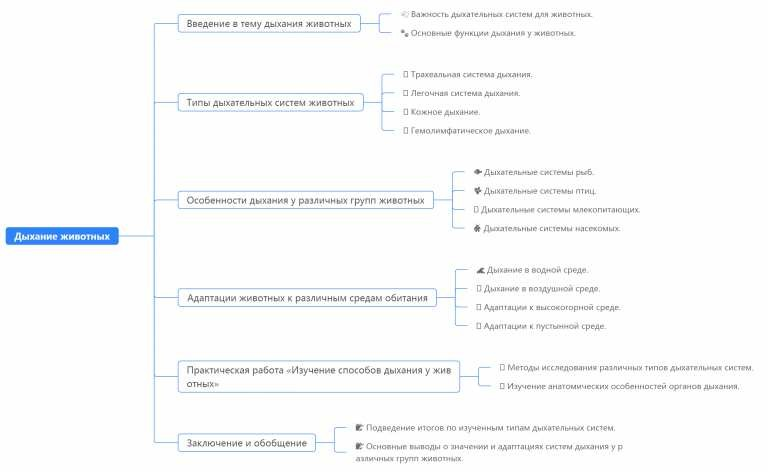 Дыхание животных
Введение в тему дыхания животных
Важность дыхательных систем для животных.
Основные функции дыхания у животных.
Типы дыхательных систем животных
Трахеальная система дыхания.
Легочная система дыхания.
Кожное дыхание.
Гемолимфатическое дыхание.
Особенности дыхания у различных групп животных
Дыхательные системы рыб.
Дыхательные системы птиц.
Дыхательные системы млекопитающих.
Дыхательные системы насекомых.
Адаптации животных к различным средам обитания
Дыхание в водной среде.
Дыхание в воздушной среде.
Адаптации к высокогорной среде.
Адаптации к пустынной среде.
Практическая работа «Изучение способов дыхания у жив
отных»
Методы исследования различных типов дыхательных систем.
Изучение анатомических особенностей органов дыхания.
Заключение и обобщение
Подведение итогов по изученным типам дыхательных систем.
Основные выводы о значении и адаптациях систем дыхания у р
азличных групп животных.